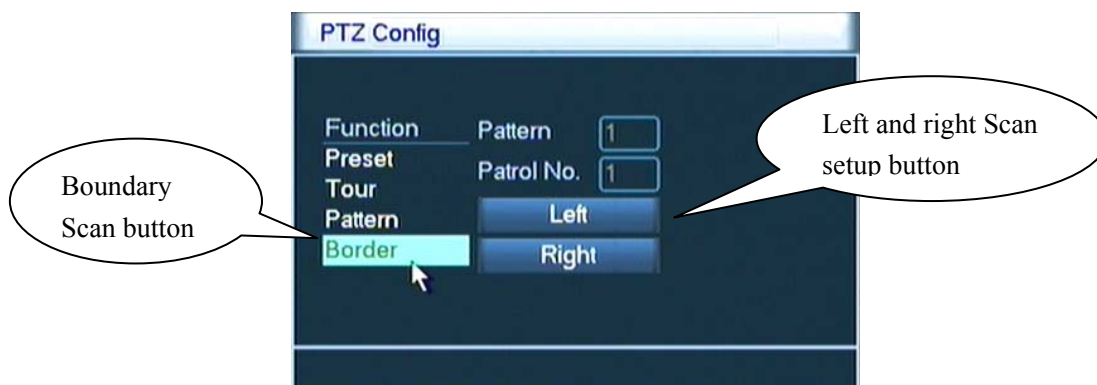 PTZ Config
Function
Preset
Tour
Pattern
Border
Pattern 1
Patrol No. 1
Left
Right
Boundary
Scan button
Left and right Scan
setup button